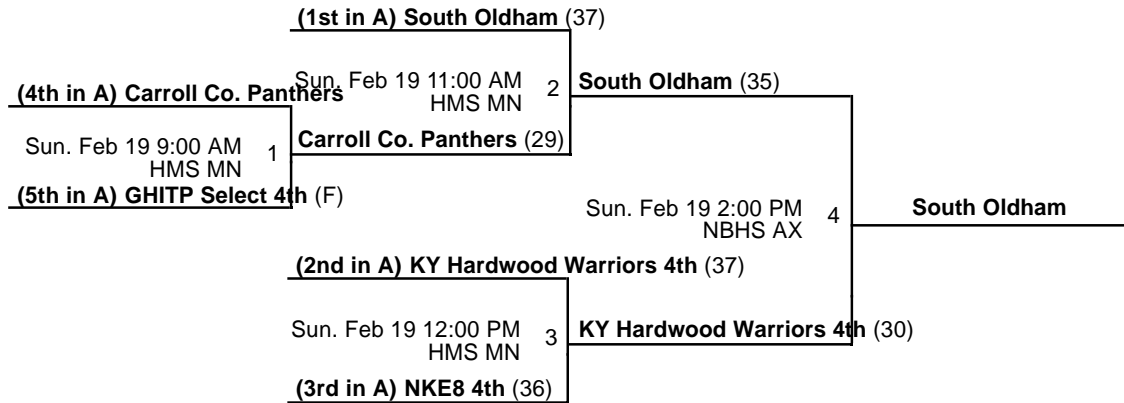 (1st in A) South Oldham (37)
Sun. Feb 19 11:00 AM
HMS MN
2
South Oldham (35)
(4th in A) Carroll Co. Panthers
Sun. Feb 19 9:00 AM
HMS MN
1
Carroll Co. Panthers (29)
(5th in A) GHITP Select 4th (F)
Sun. Feb 19 2:00 PM
NBHS AX
4
South Oldham
(2nd in A) KY Hardwood Warriors 4th (37)
Sun. Feb 19 12:00 PM
HMS MN
3
KY Hardwood Warriors 4th (30)
(3rd in A) NKE8 4th (36)